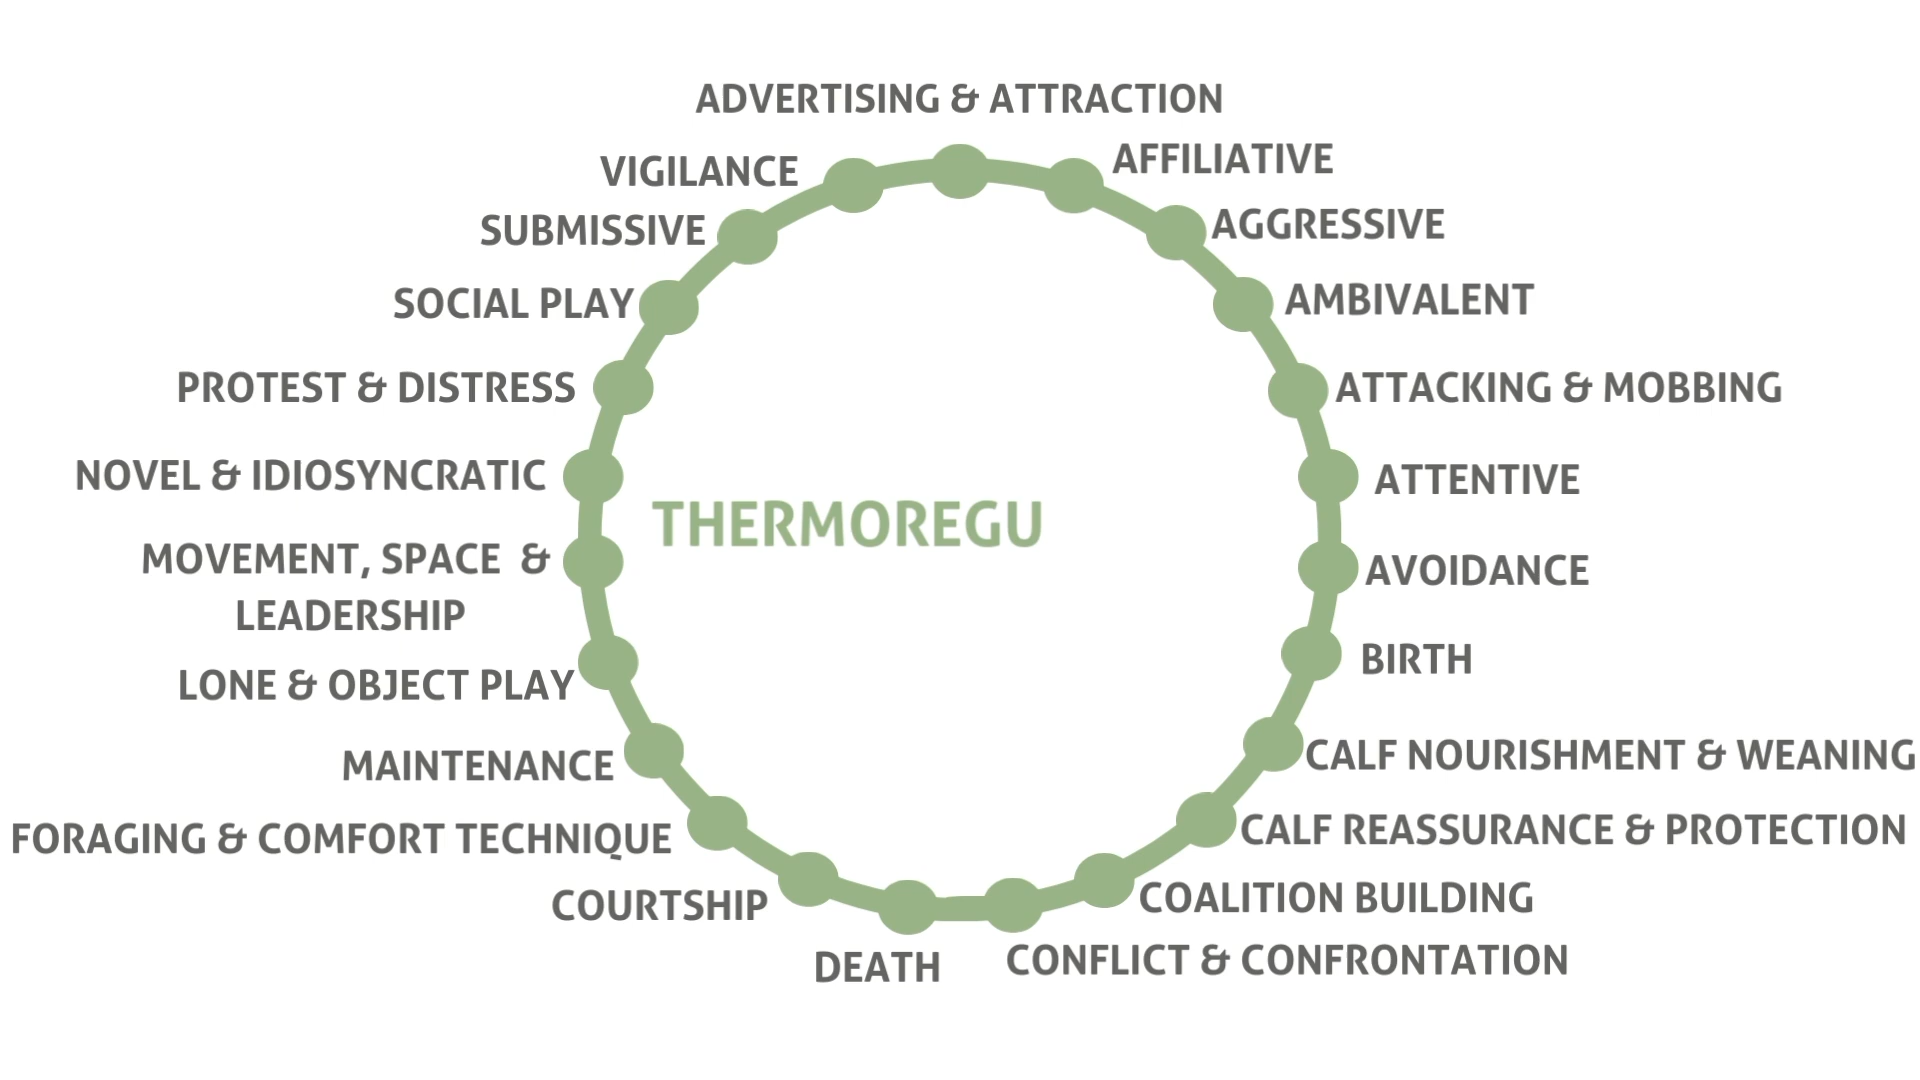 ADVERTISING & ATTRACTION
AFFILIATIVE
AGGRESSIVE
AMBIVALENT
ATTACKING & MOBBING
ATTENTIVE
AVOIDANCE
BIRTH
CALF NOURISHMENT & WEANING
CALF REASSURANCE & PROTECTION
COALITION BUILDING
CONFLICT & CONFRONTATION
DEATH
COURTSHIP
FORAGING & COMFORT TECHNIQUE
MAINTENANCE
LONE & OBJECT PLAY
MOVEMENT, SPACE &
LEADERSHIP
NOVEL & IDIOSYNCRATIC
PROTEST & DISTRESS
SOCIAL PLAY
SUBMISSIVE
VIGILANCE
THERMOREGU